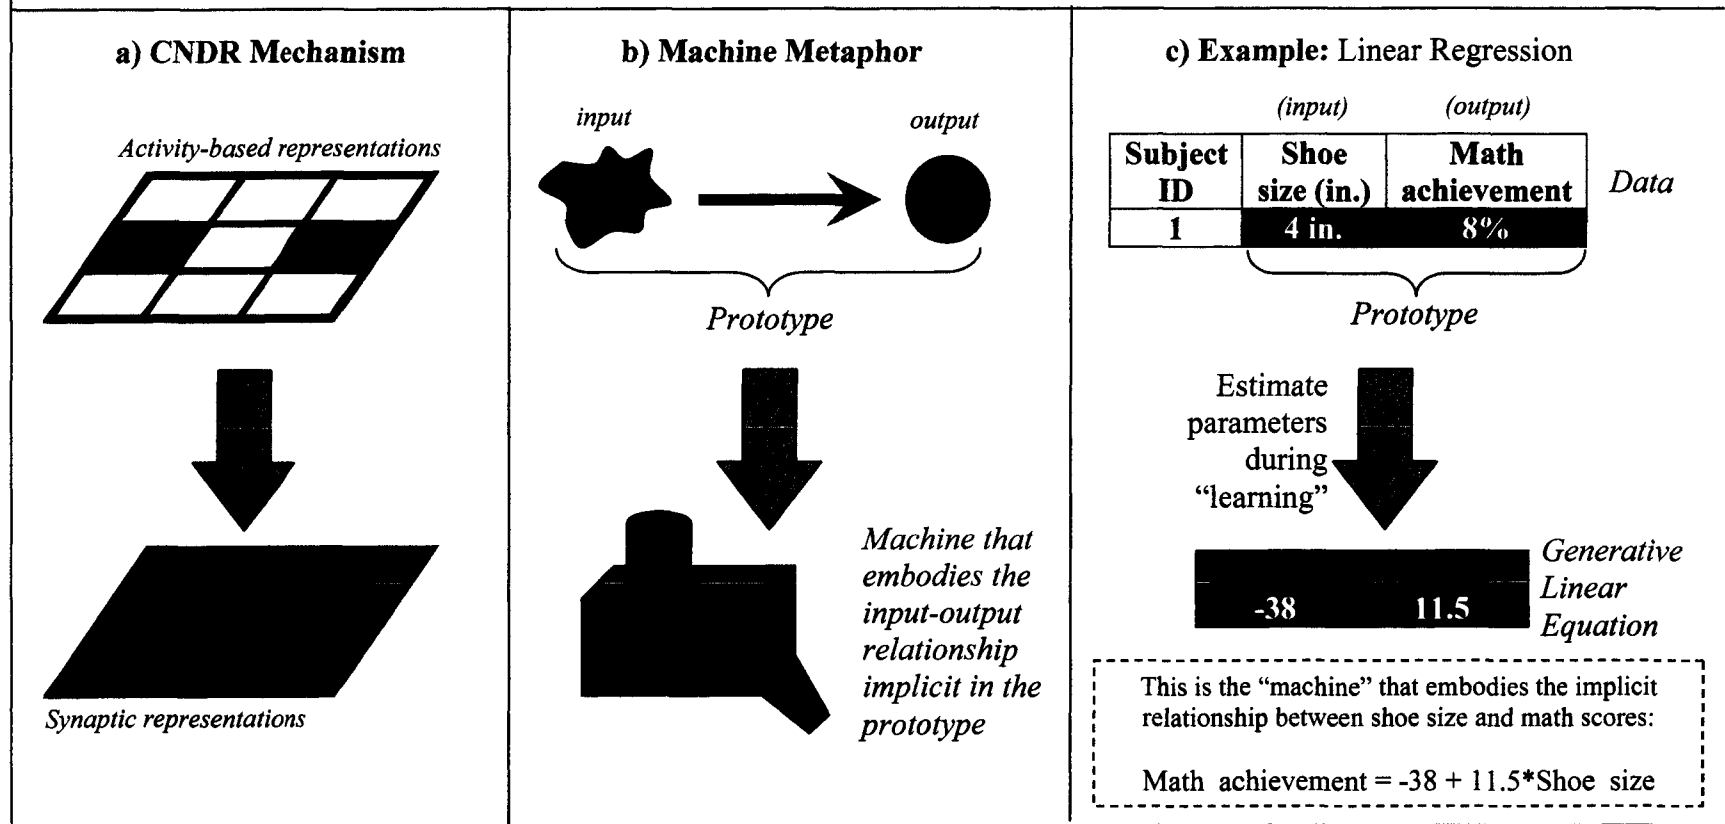 a) CNDR Mechanism
Activity-based representations
Synaptic representations
b) Machine Metaphor
input
output
Prototype
Machine that
embodies the
input-output
relationship
implicit in the
prototype
c) Example: Linear Regression
(input)
(output)
Subject
ID
Shoe
size (in.)
Math
achievement
1
4 in.
8%
Data
Prototype
Estimate
parameters
during
“learning”
-38
11.5
Generative
Linear
Equation
This is the “machine” that embodies the implicit
relationship between shoe size and math scores:
Math achievement = -38 + 11.5*Shoe size